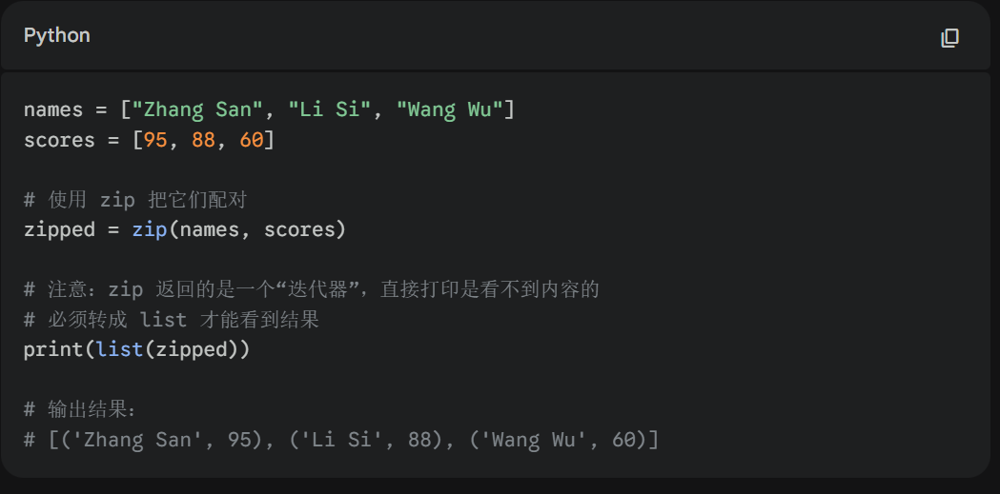 Python
names = ["Zhang San", "Li Si", "Wang Wu"]
scores = [95, 88, 60]
# 使用 zip 把它们配对
zipped = zip(names, scores)
# 注意：zip 返回的是一个“迭代器”，直接打印是看不到内容的
# 必须转成 list 才能看到结果
print(list(zipped))
# 输出结果：
# [('Zhang San', 95), ('Li Si', 88), ('Wang Wu', 60)]